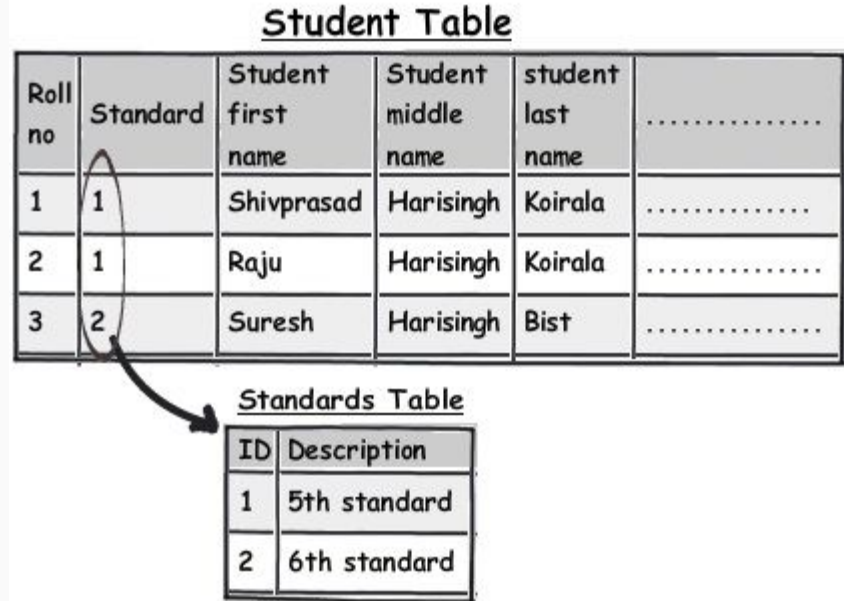 Student Table
Roll no Standard Student first name Student middle name student last name ...............
1 1 Shivprasad Harisingh Koirala ..............
2 1 Raju Harisingh Koirala ...............
3 2 Suresh Harisingh Bist ...............
Standards Table
ID Description
1 5th standard
2 6th standard